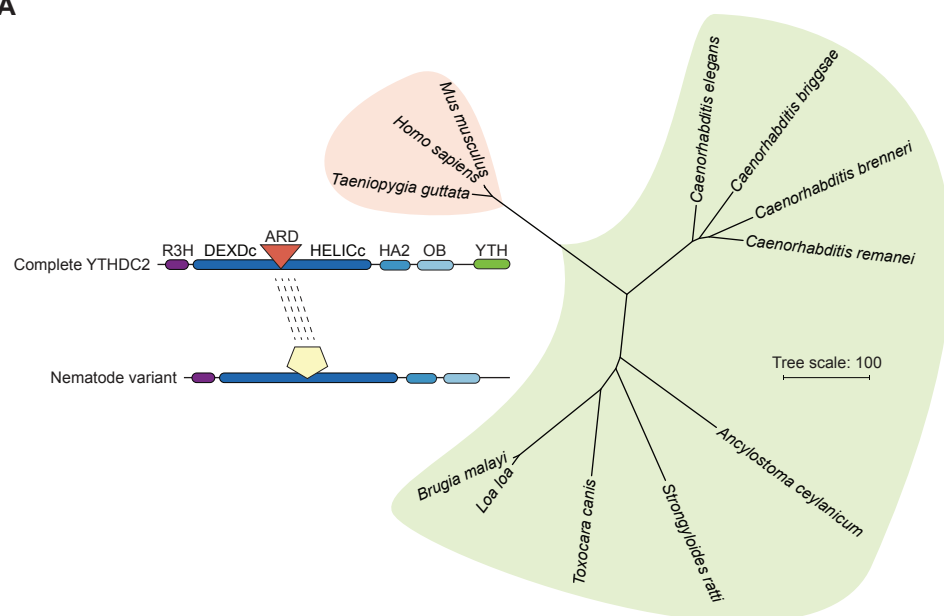 A
Mus musculus
Homo sapiens
Taeniopygia guttata
Caenorhabditis elegans
Caenorhabditis briggsae
Caenorhabditis brenneri
Caenorhabditis remanei
ARD
R3H DEXDc HELICc HA2 OB YTH
Complete YTHDC2
Nematode variant
Tree scale: 100
Ancylostoma ceylanicum
Brugia malayi
Loa loa
Toxocara canis
Strongyloides ratti